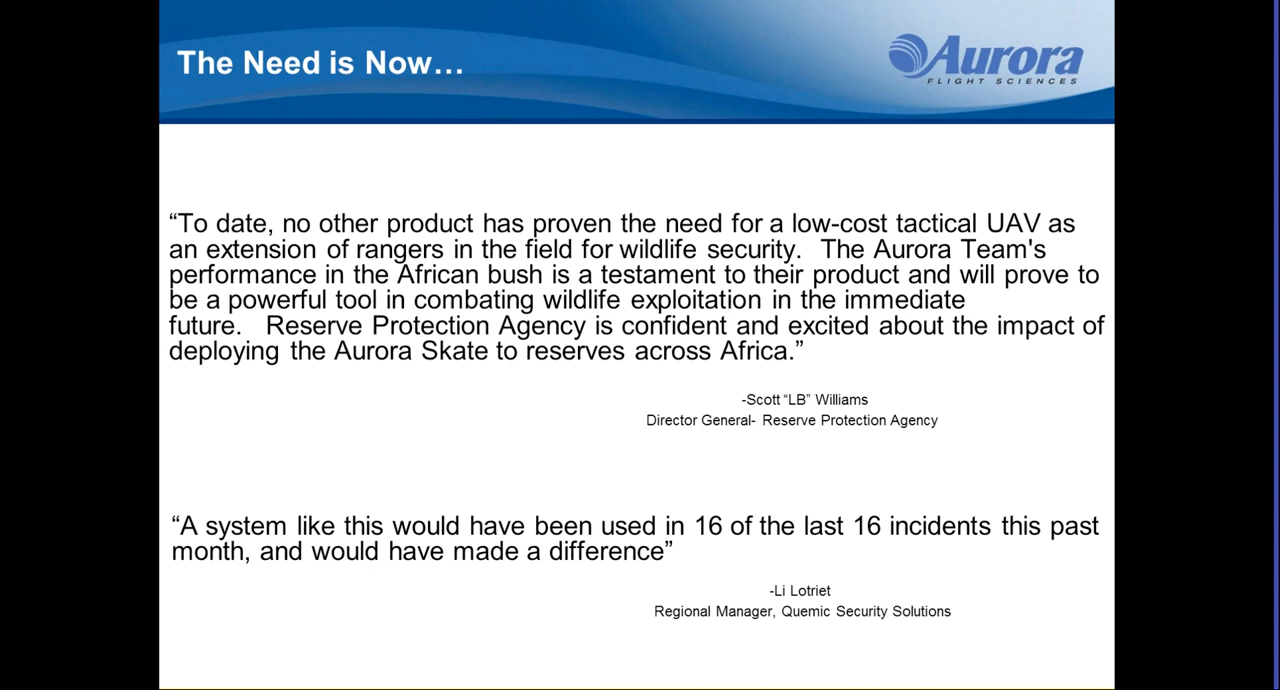 The Need is Now…
Aurora
FLIGHT SCIENCES
“To date, no other product has proven the need for a low-cost tactical UAV as
an extension of rangers in the field for wildlife security.  The Aurora Team's
performance in the African bush is a testament to their product and will prove to
be a powerful tool in combating wildlife exploitation in the immediate
future.   Reserve Protection Agency is confident and excited about the impact of
deploying the Aurora Skate to reserves across Africa.”
-Scott “LB” Williams
Director General- Reserve Protection Agency
“A system like this would have been used in 16 of the last 16 incidents this past
month, and would have made a difference”
-Li Lotriet
Regional Manager, Quemic Security Solutions